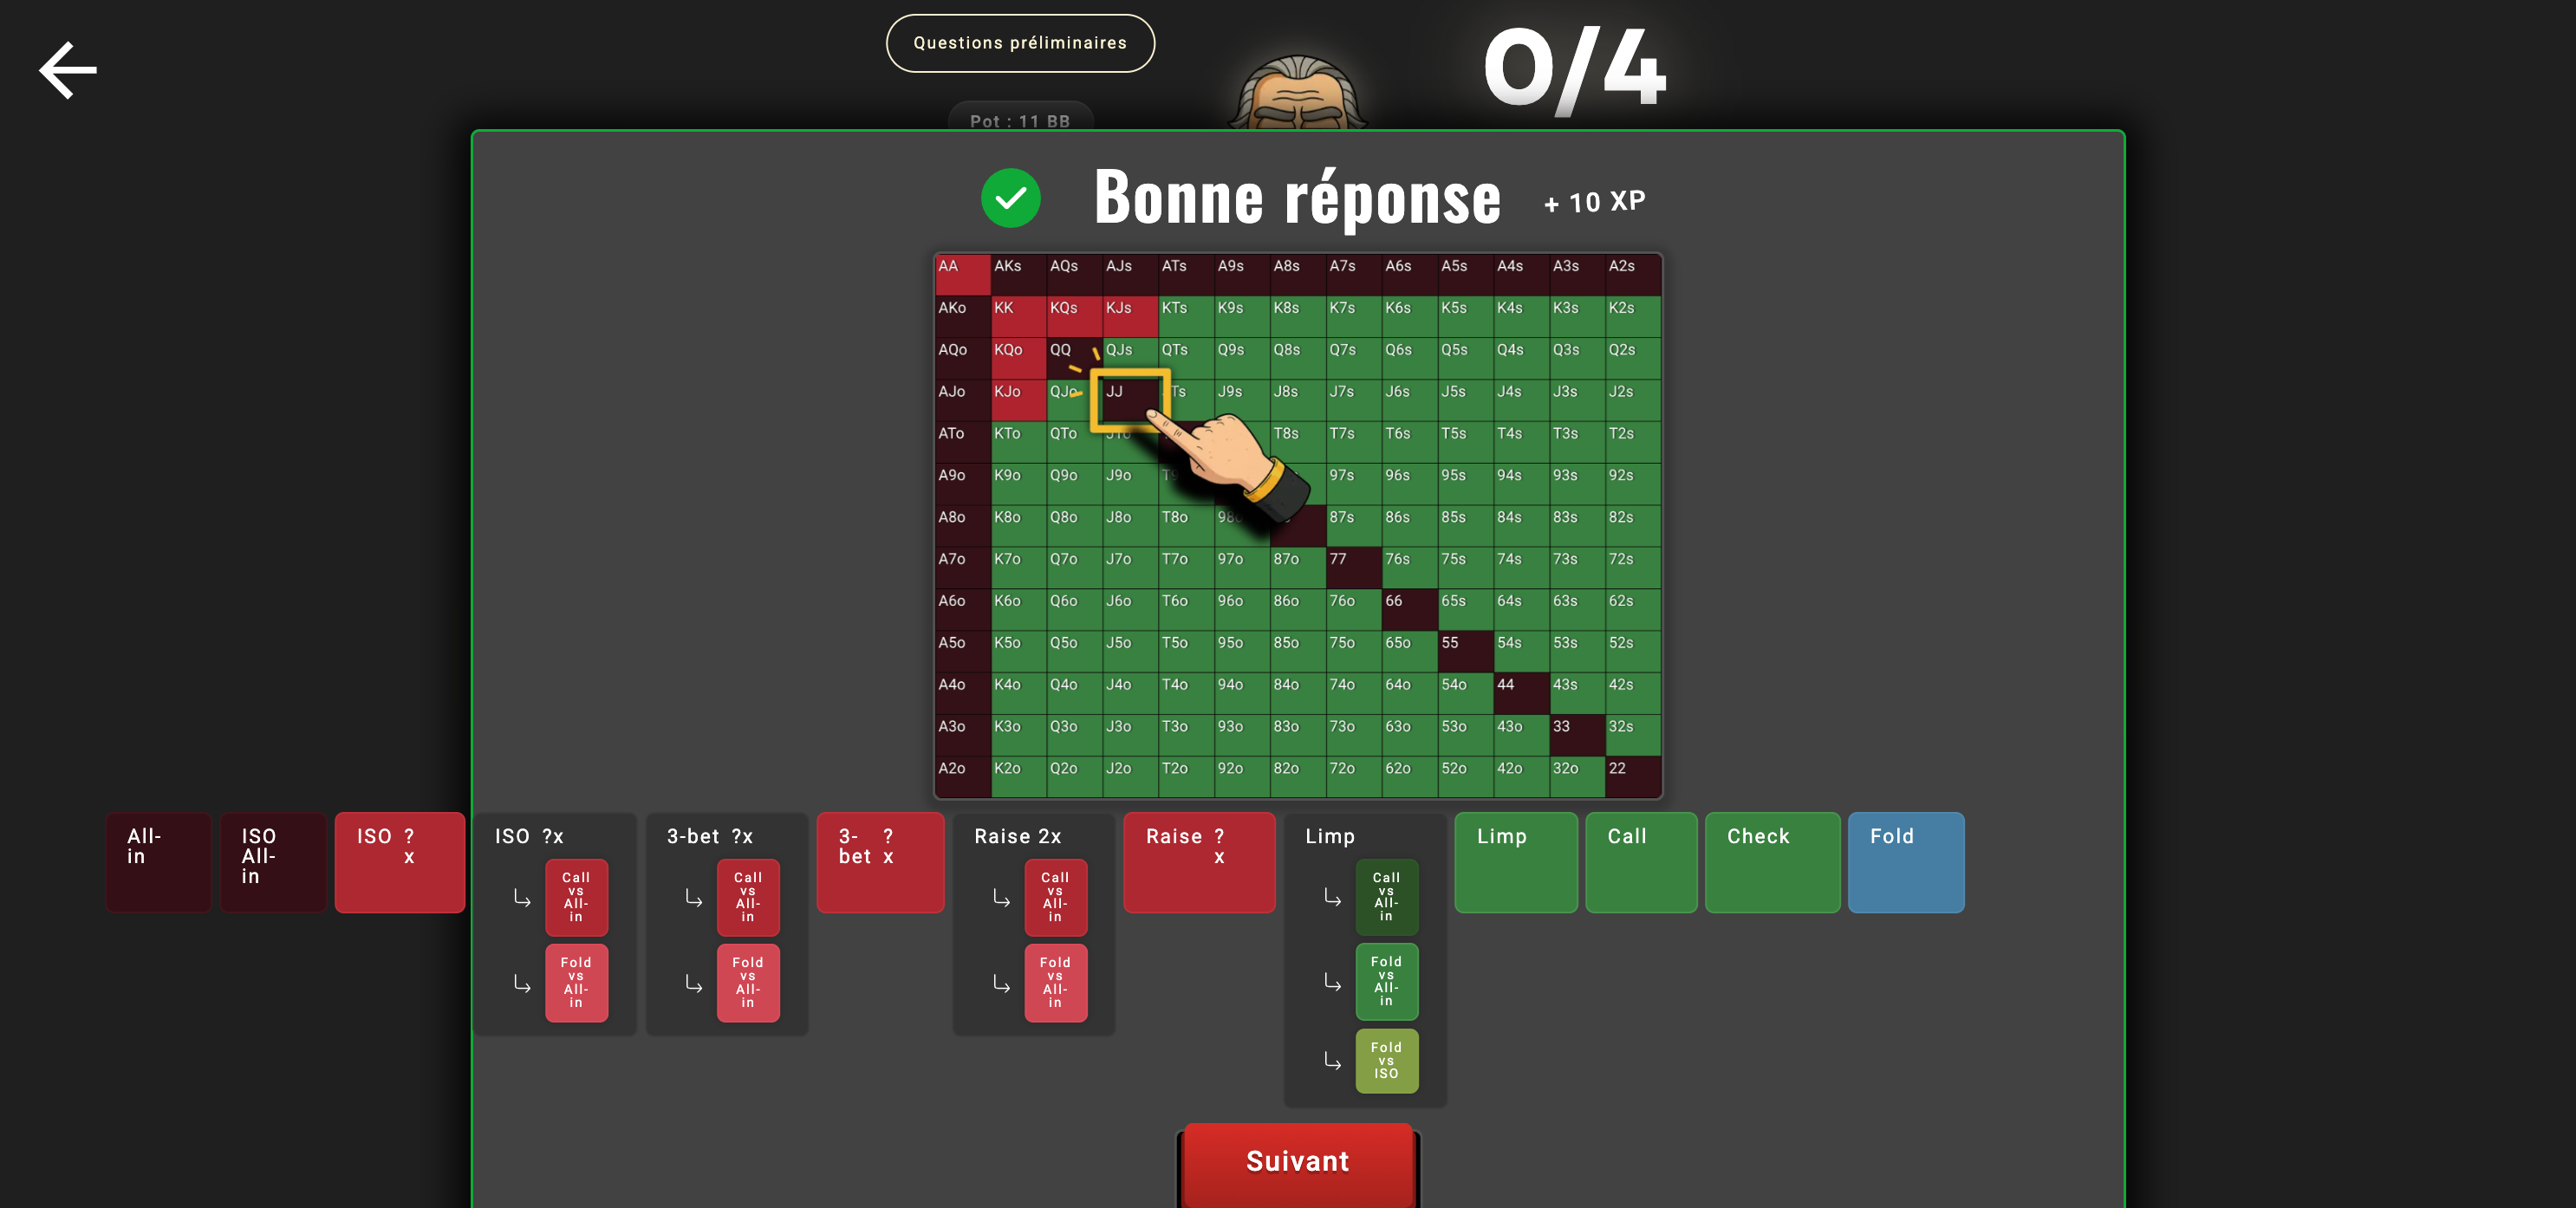 Questions préliminaires
0/4
Pot : 11 BB
Bonne réponse + 10 XP
AA AKs AQs AJs ATs A9s A8s A7s A6s A5s A4s A3s A2s
AKo KK KQs KJs KTs K9s K8s K7s K6s K5s K4s K3s K2s
AQo KQo QQ QJs QTs Q9s Q8s Q7s Q6s Q5s Q4s Q3s Q2s
AJo KJo QJo JJ Ts J9s J8s J7s J6s J5s J4s J3s J2s
ATo KTo QTo JTo T8s T7s T6s T5s T4s T3s T2s
A9o K9o Q9o J9o 97s 96s 95s 94s 93s 92s
A8o K8o Q8o J8o T8o 98o 87s 86s 85s 84s 83s 82s
A7o K7o Q7o J7o T7o 97o 87o 77 76s 75s 74s 73s 72s
A6o K6o Q6o J6o T6o 96o 86o 76o 66 65s 64s 63s 62s
A5o K5o Q5o J5o T5o 95o 85o 75o 65o 55 54s 53s 52s
A4o K4o Q4o J4o T4o 94o 84o 74o 64o 54o 44 43s 42s
A3o K3o Q3o J3o T3o 93o 83o 73o 63o 53o 43o 33 32s
A2o K2o Q2o J2o T2o 92o 82o 72o 62o 52o 42o 32o 22
All-
in
ISO
All-
in
ISO ?
x
ISO ?x
Call
vs
All-
in
Fold
vs
All-
in
3-bet ?x
Call
vs
All-
in
Fold
vs
All-
in
3- ?
bet x
Raise 2x
Call
vs
All-
in
Fold
vs
All-
in
Raise ?
x
Limp
Call
vs
All-
in
Fold
vs
All-
in
Fold
vs
ISO
Limp
Call
Check
Fold
Suivant